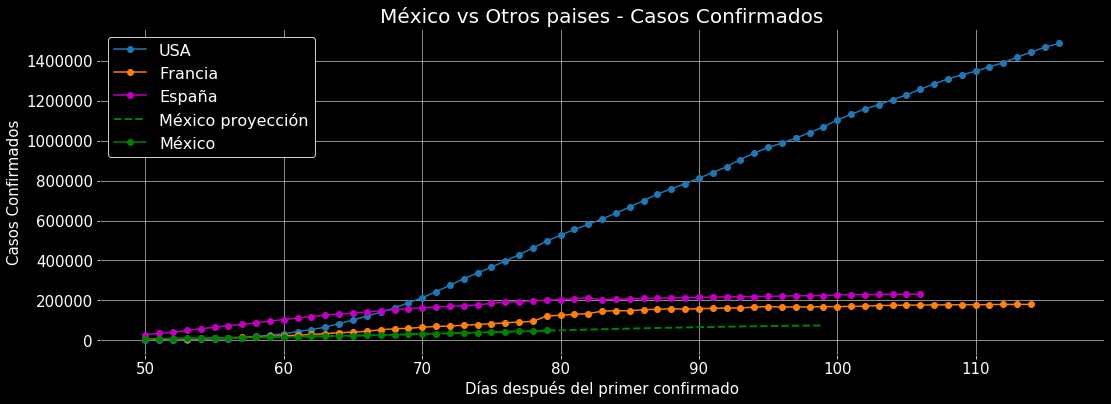 México vs Otros paises - Casos Confirmados
USA
Francia
España
México proyección
México
Casos Confirmados
1400000
1200000
1000000
800000
600000
400000
200000
0
50
60
70
80
90
100
110
Días después del primer confirmado